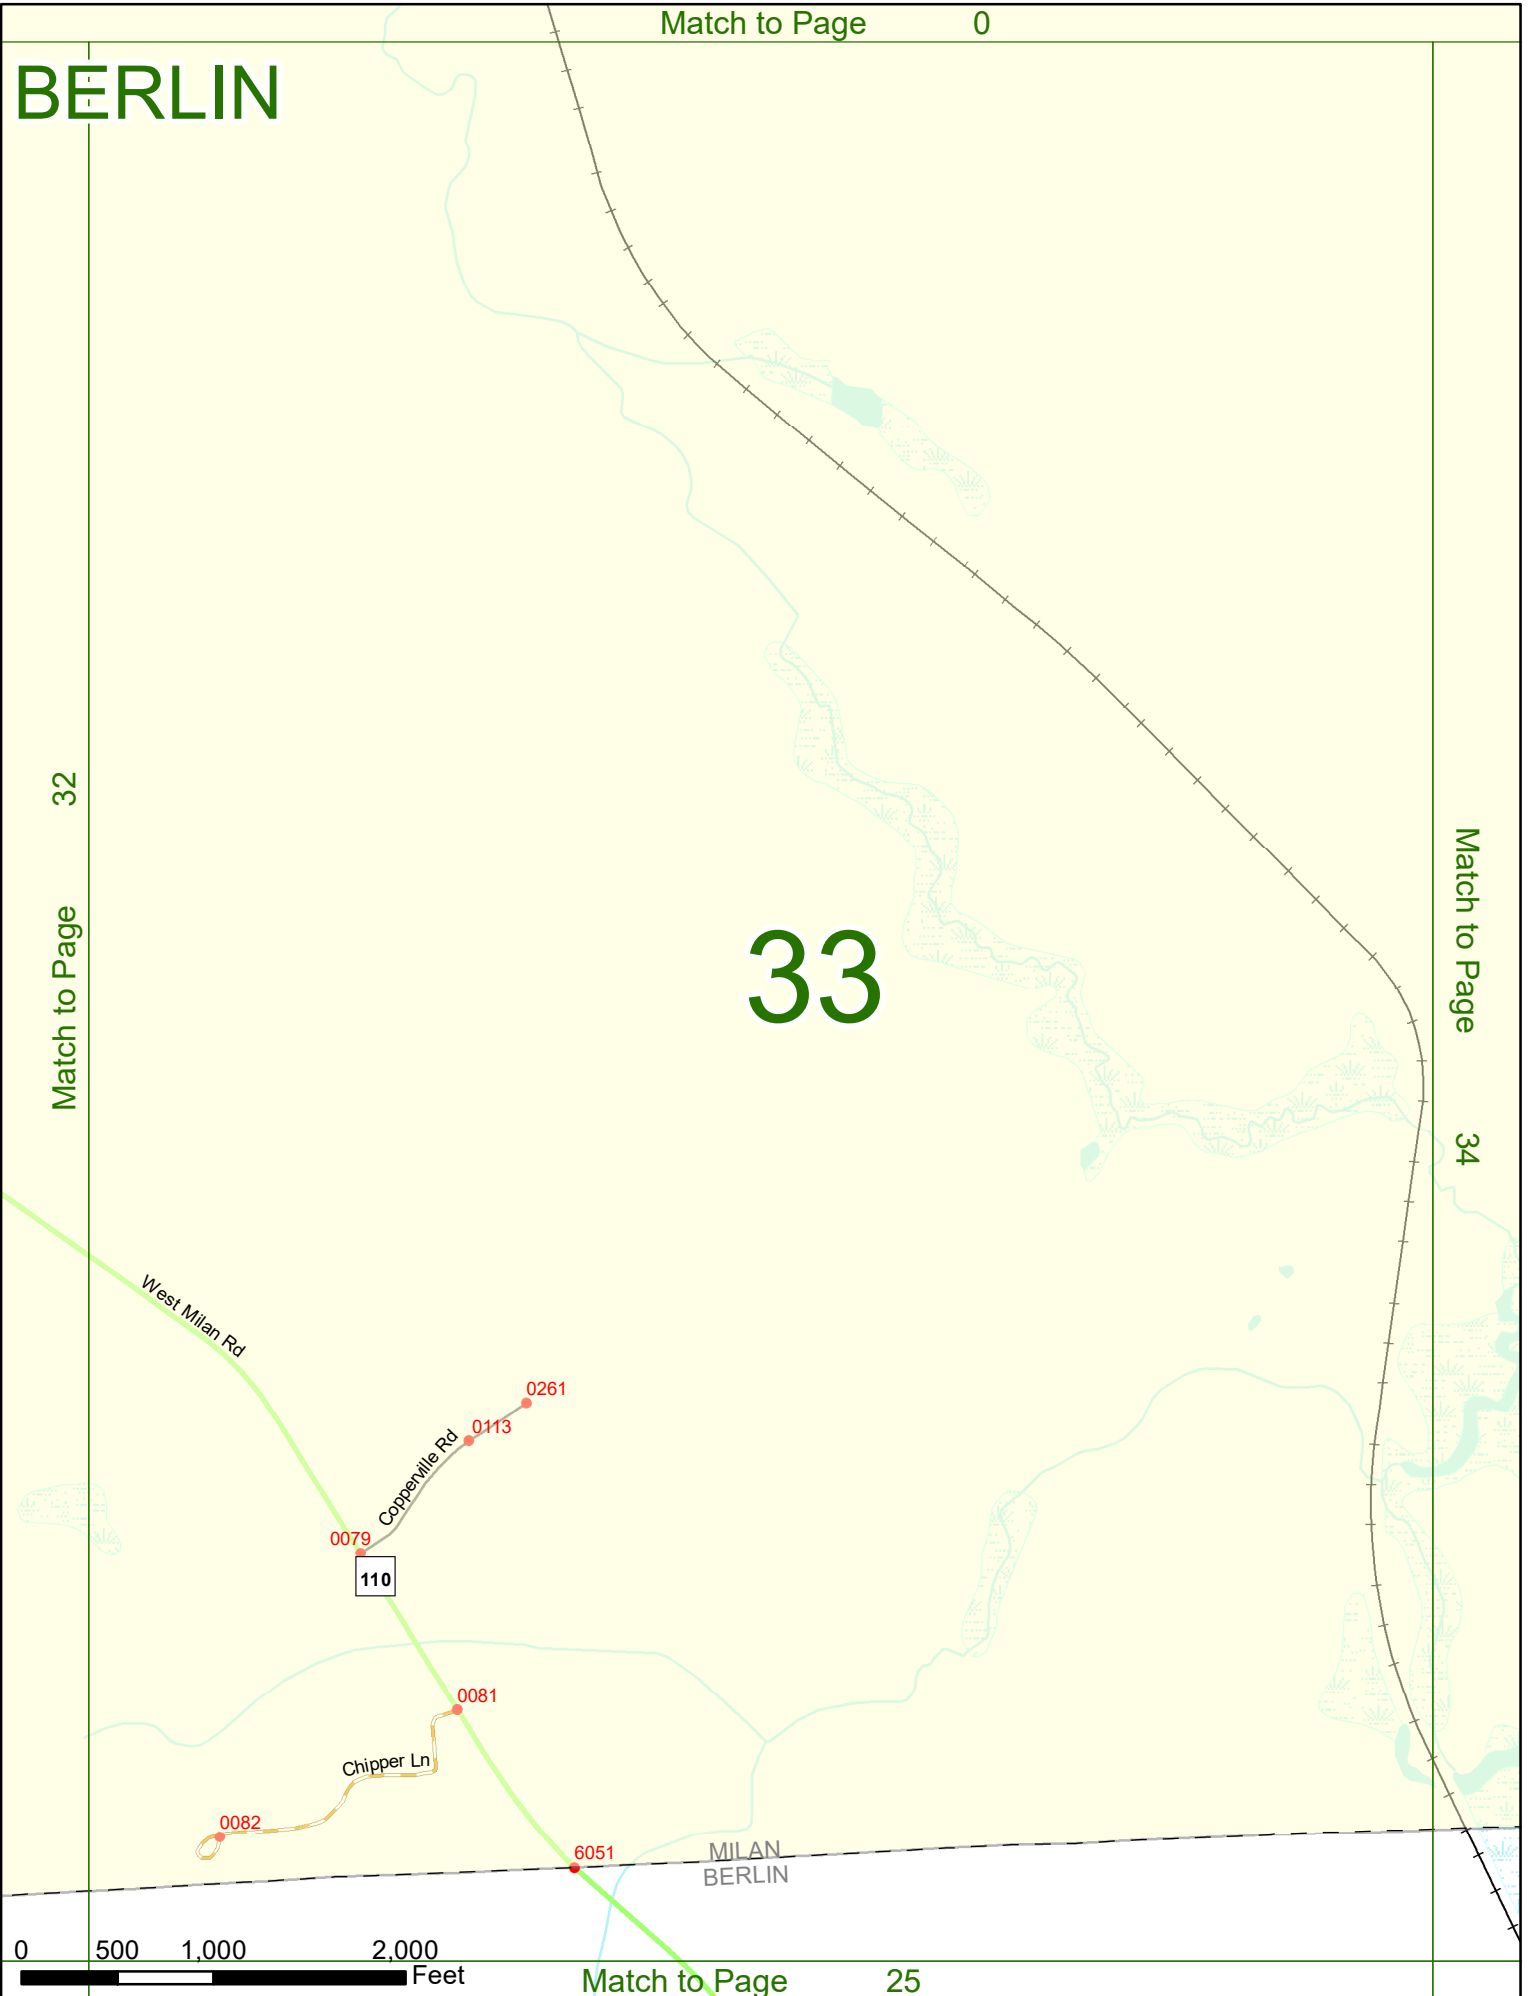 Match to Page 0
BERLIN
32
Match to Page
33
Match to Page
34
West Milan Rd
0261
0113
Copperville Rd
0079
110
0081
Chipper Ln
0082
6051
MILAN
BERLIN
0 500 1,000 2,000
Feet
Match to Page 25